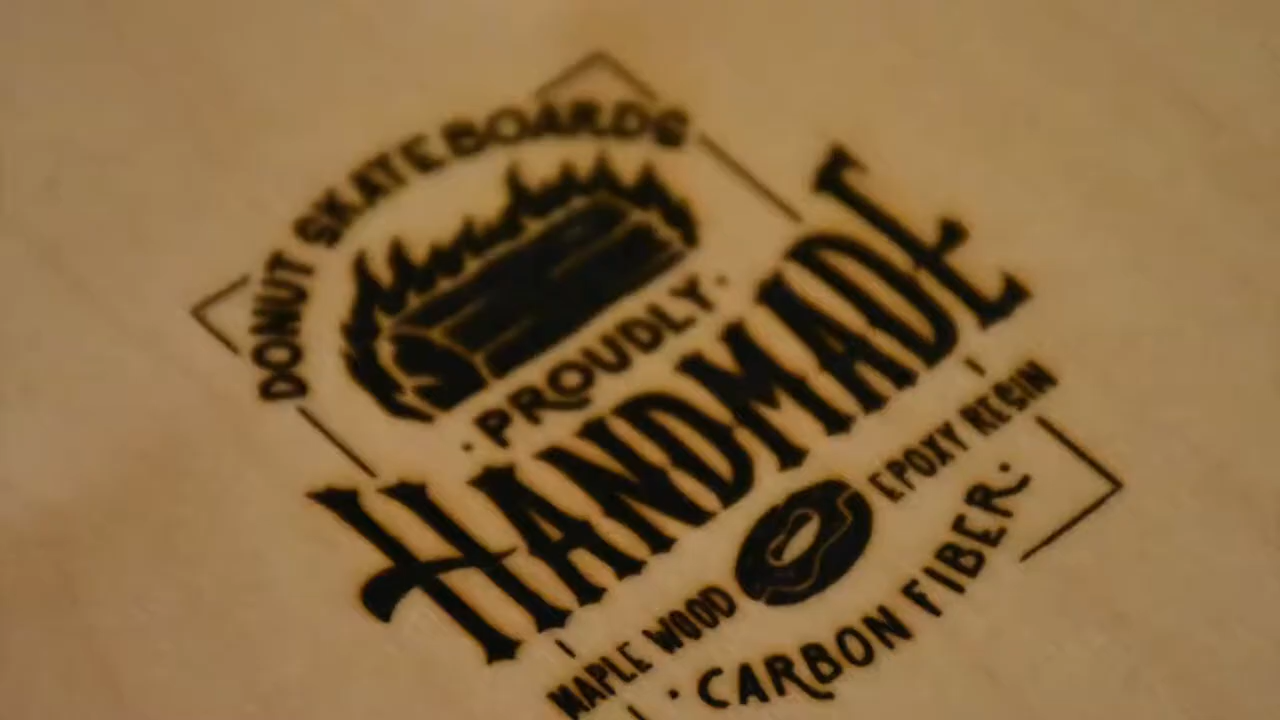 DONUT SKATEBOARDS
· PROUDLY ·
HANDMADE
MAPLE WOOD EPOXY RESIN
· CARBON FIBER ·